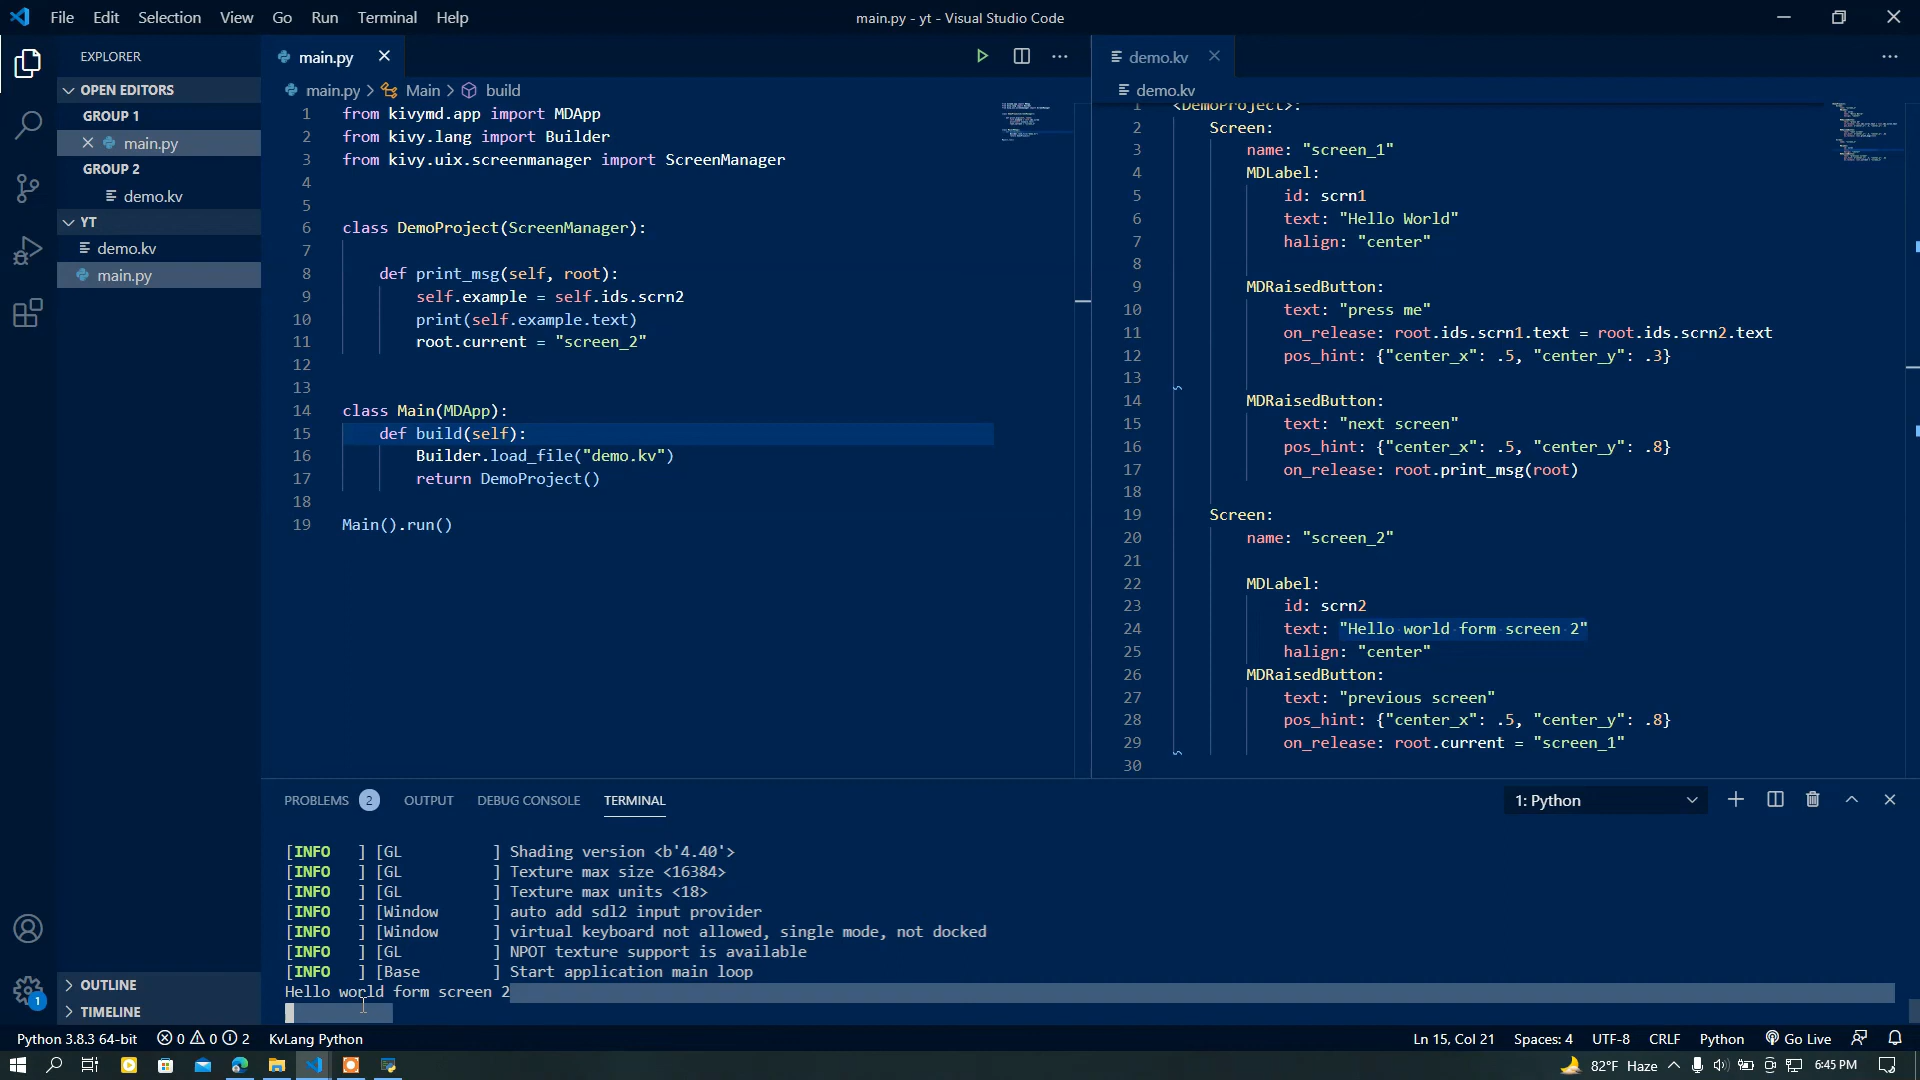 File Edit Selection View Go Run Terminal Help
main.py - yt - Visual Studio Code
EXPLORER
OPEN EDITORS
GROUP 1
main.py
GROUP 2
demo.kv
YT
demo.kv
main.py
OUTLINE
TIMELINE
main.py
main.py > Main > build
1 from kivymd.app import MDApp
2 from kivy.lang import Builder
3 from kivy.uix.screenmanager import ScreenManager
4
5
6 class DemoProject(ScreenManager):
7
8 def print_msg(self, root):
9 self.example = self.ids.scrn2
10 print(self.example.text)
11 root.current = "screen_2"
12
13
14 class Main(MDApp):
15 def build(self):
16 Builder.load_file("demo.kv")
17 return DemoProject()
18
19 Main().run()
demo.kv
demo.kv
1 <DemoProject>:
2 Screen:
3 name: "screen_1"
4 MDLabel:
5 id: scrn1
6 text: "Hello World"
7 halign: "center"
8
9 MDRaisedButton:
10 text: "press me"
11 on_release: root.ids.scrn1.text = root.ids.scrn2.text
12 pos_hint: {"center_x": .5, "center_y": .3}
13
14 MDRaisedButton:
15 text: "next screen"
16 pos_hint: {"center_x": .5, "center_y": .8}
17 on_release: root.print_msg(root)
18
19 Screen:
20 name: "screen_2"
21
22 MDLabel:
23 id: scrn2
24 text: "Hello world form screen 2"
25 halign: "center"
26 MDRaisedButton:
27 text: "previous screen"
28 pos_hint: {"center_x": .5, "center_y": .8}
29 on_release: root.current = "screen_1"
30
PROBLEMS 2 OUTPUT DEBUG CONSOLE TERMINAL
1: Python
[INFO   ] [GL          ] Shading version <b'4.40'>
[INFO   ] [GL          ] Texture max size <16384>
[INFO   ] [GL          ] Texture max units <18>
[INFO   ] [Window      ] auto add sdl2 input provider
[INFO   ] [Window      ] virtual keyboard not allowed, single mode, not docked
[INFO   ] [GL          ] NPOT texture support is available
[INFO   ] [Base        ] Start application main loop
Hello world form screen 2
1
Python 3.8.3 64-bit 0 0 2 KvLang Python
Ln 15, Col 21 Spaces: 4 UTF-8 CRLF Python Go Live
82°F Haze 6:45 PM